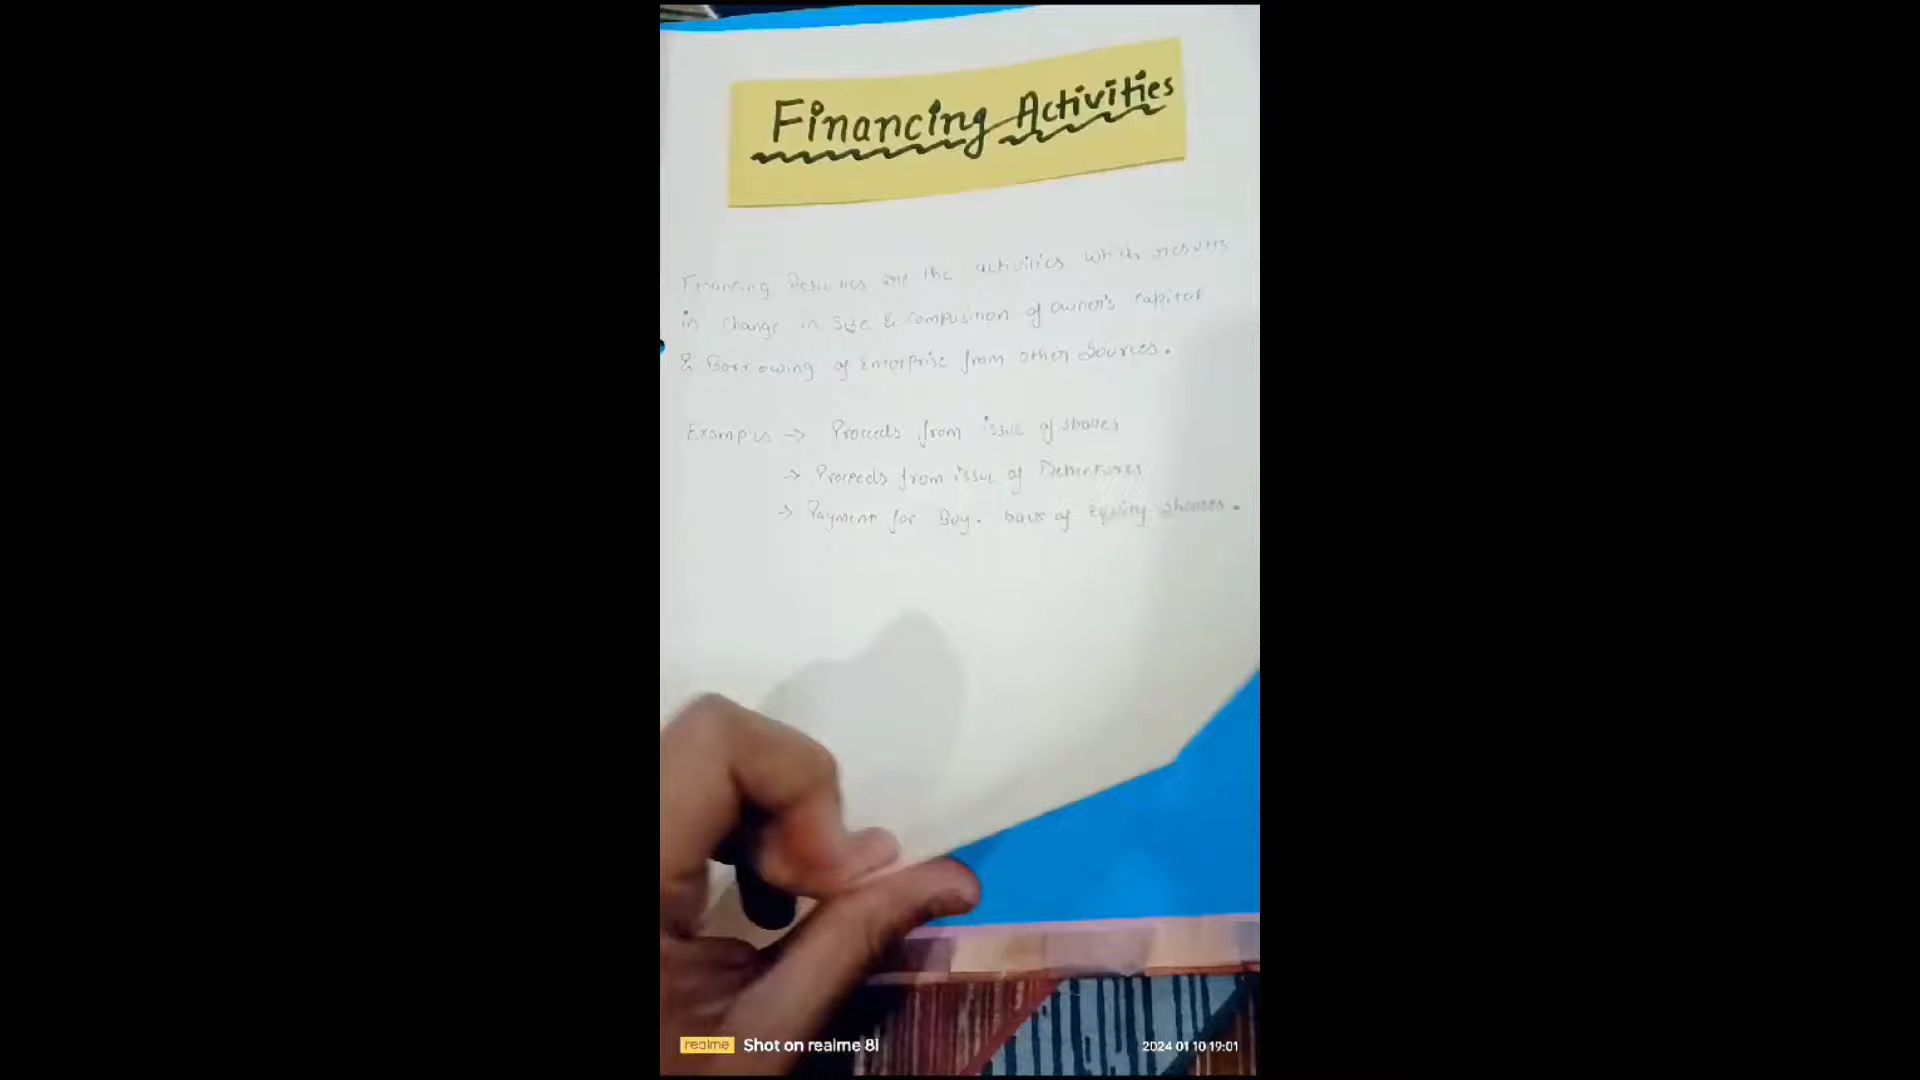 Financing Activities
Financing Activities are the activities which results
in change in Size & Composition of owner's capital
& Borrowing of Enterprise from other Sources.
Examples → Proceeds from issue of shares
→ Proceeds from issue of Debentures
→ Payment for Buy. back of Equity shares.
realme Shot on realme 8i
2024 01 10 19:01